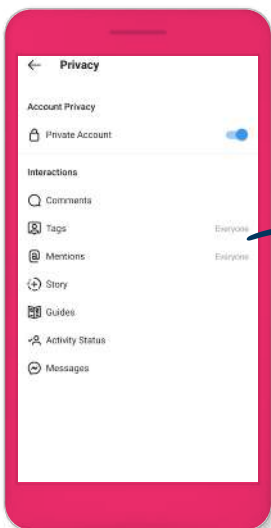 Privacy
Account Privacy
Private Account
Interactions
Comments
Tags Everyone
Mentions Everyone
Story
Guides
Activity Status
Messages